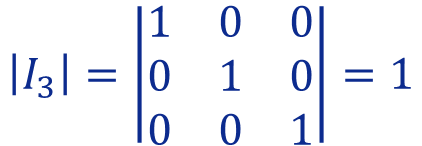 |I₃| = |1 0 0|
|0 1 0| = 1
|0 0 1|